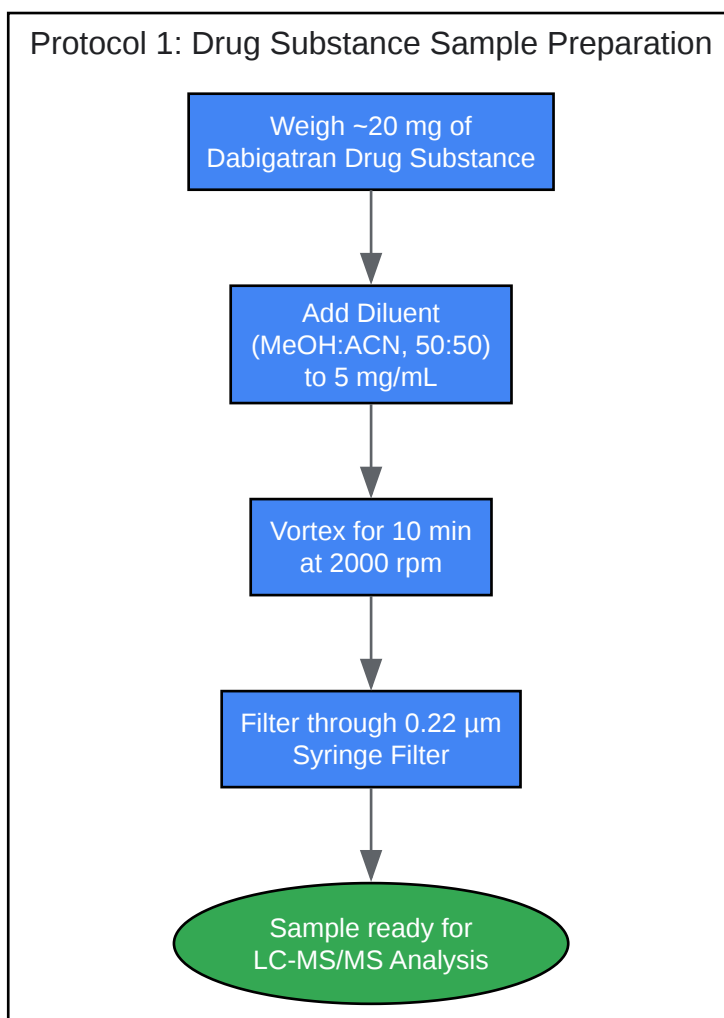 Protocol 1: Drug Substance Sample Preparation
Weigh ~20 mg of
Dabigatran Drug Substance
Add Diluent
(MeOH:ACN, 50:50)
to 5 mg/mL
Vortex for 10 min
at 2000 rpm
Filter through 0.22 µm
Syringe Filter
Sample ready for
LC-MS/MS Analysis